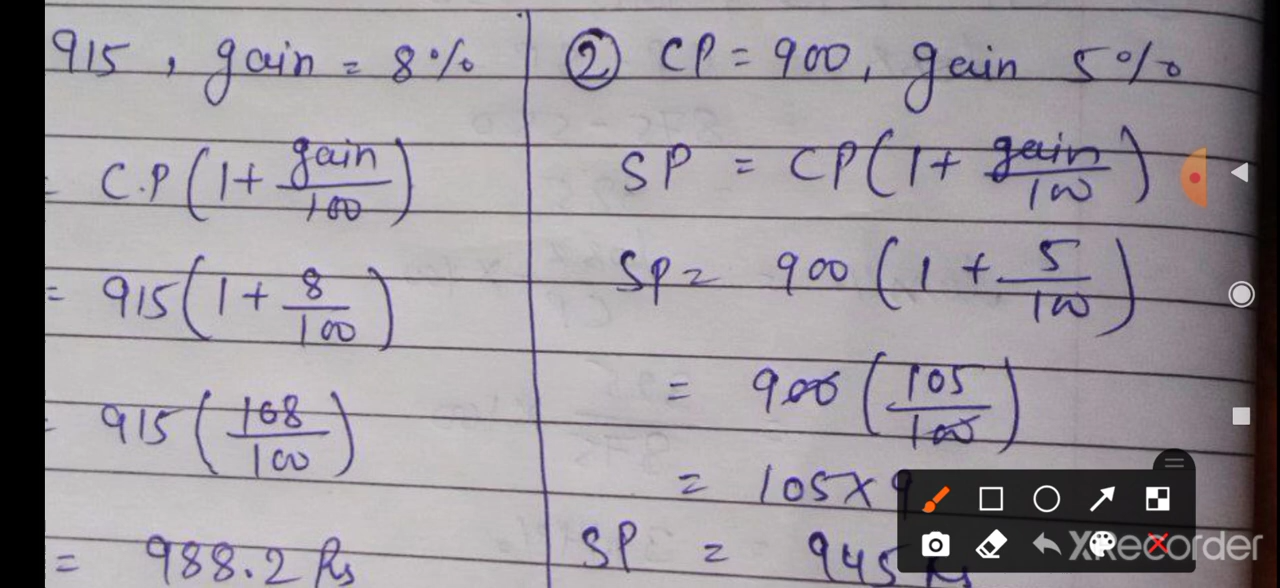 915, gain = 8%
= C.P(1+ gain/100)
= 915(1+ 8/100)
= 915(108/100)
= 988.2 Rs
② CP = 900, gain 5%
SP = CP(1+ gain/100)
SP = 900(1+ 5/100)
= 900(105/100)
= 105×9
SP = 945 Rs
XRecorder